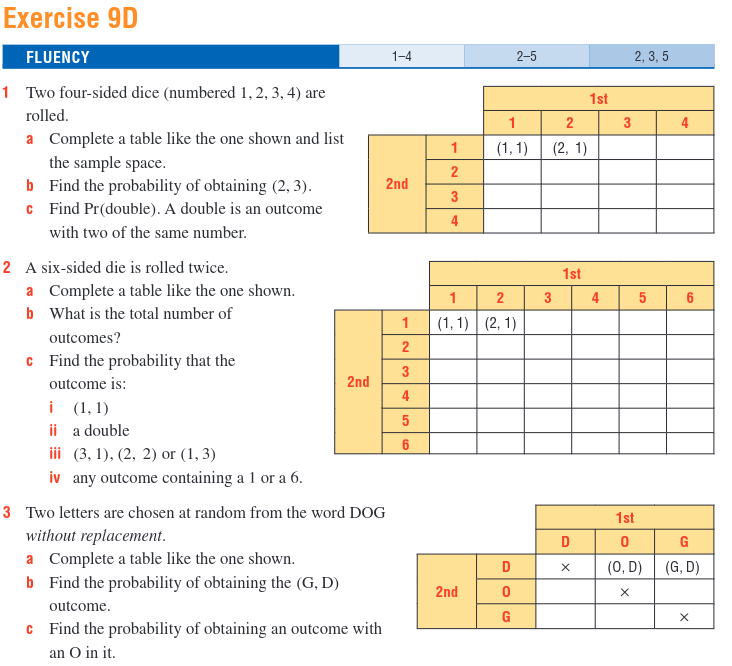 Exercise 9D
FLUENCY 1–4 2–5 2, 3, 5
1 Two four-sided dice (numbered 1, 2, 3, 4) are
rolled.
a Complete a table like the one shown and list
the sample space.
b Find the probability of obtaining (2, 3).
c Find Pr(double). A double is an outcome
with two of the same number.
1st
1 2 3 4
2nd
1 (1, 1) (2, 1)
2
3
4
2 A six-sided die is rolled twice.
a Complete a table like the one shown.
b What is the total number of
outcomes?
c Find the probability that the
outcome is:
i (1, 1)
ii a double
iii (3, 1), (2, 2) or (1, 3)
iv any outcome containing a 1 or a 6.
1st
1 2 3 4 5 6
2nd
1 (1, 1) (2, 1)
2
3
4
5
6
3 Two letters are chosen at random from the word DOG
without replacement.
a Complete a table like the one shown.
b Find the probability of obtaining the (G, D)
outcome.
c Find the probability of obtaining an outcome with
an O in it.
1st
D O G
2nd
D × (O, D) (G, D)
O ×
G ×